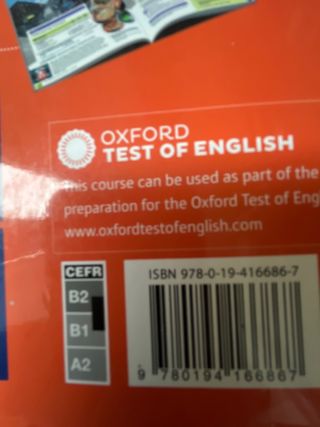 OXFORD
TEST OF ENGLISH
This course can be used as part of the
preparation for the Oxford Test of Eng
www.oxfordtestofenglish.com
CEFR
B2
B1
A2
ISBN 978-0-19-416686-7
9 780194 166867